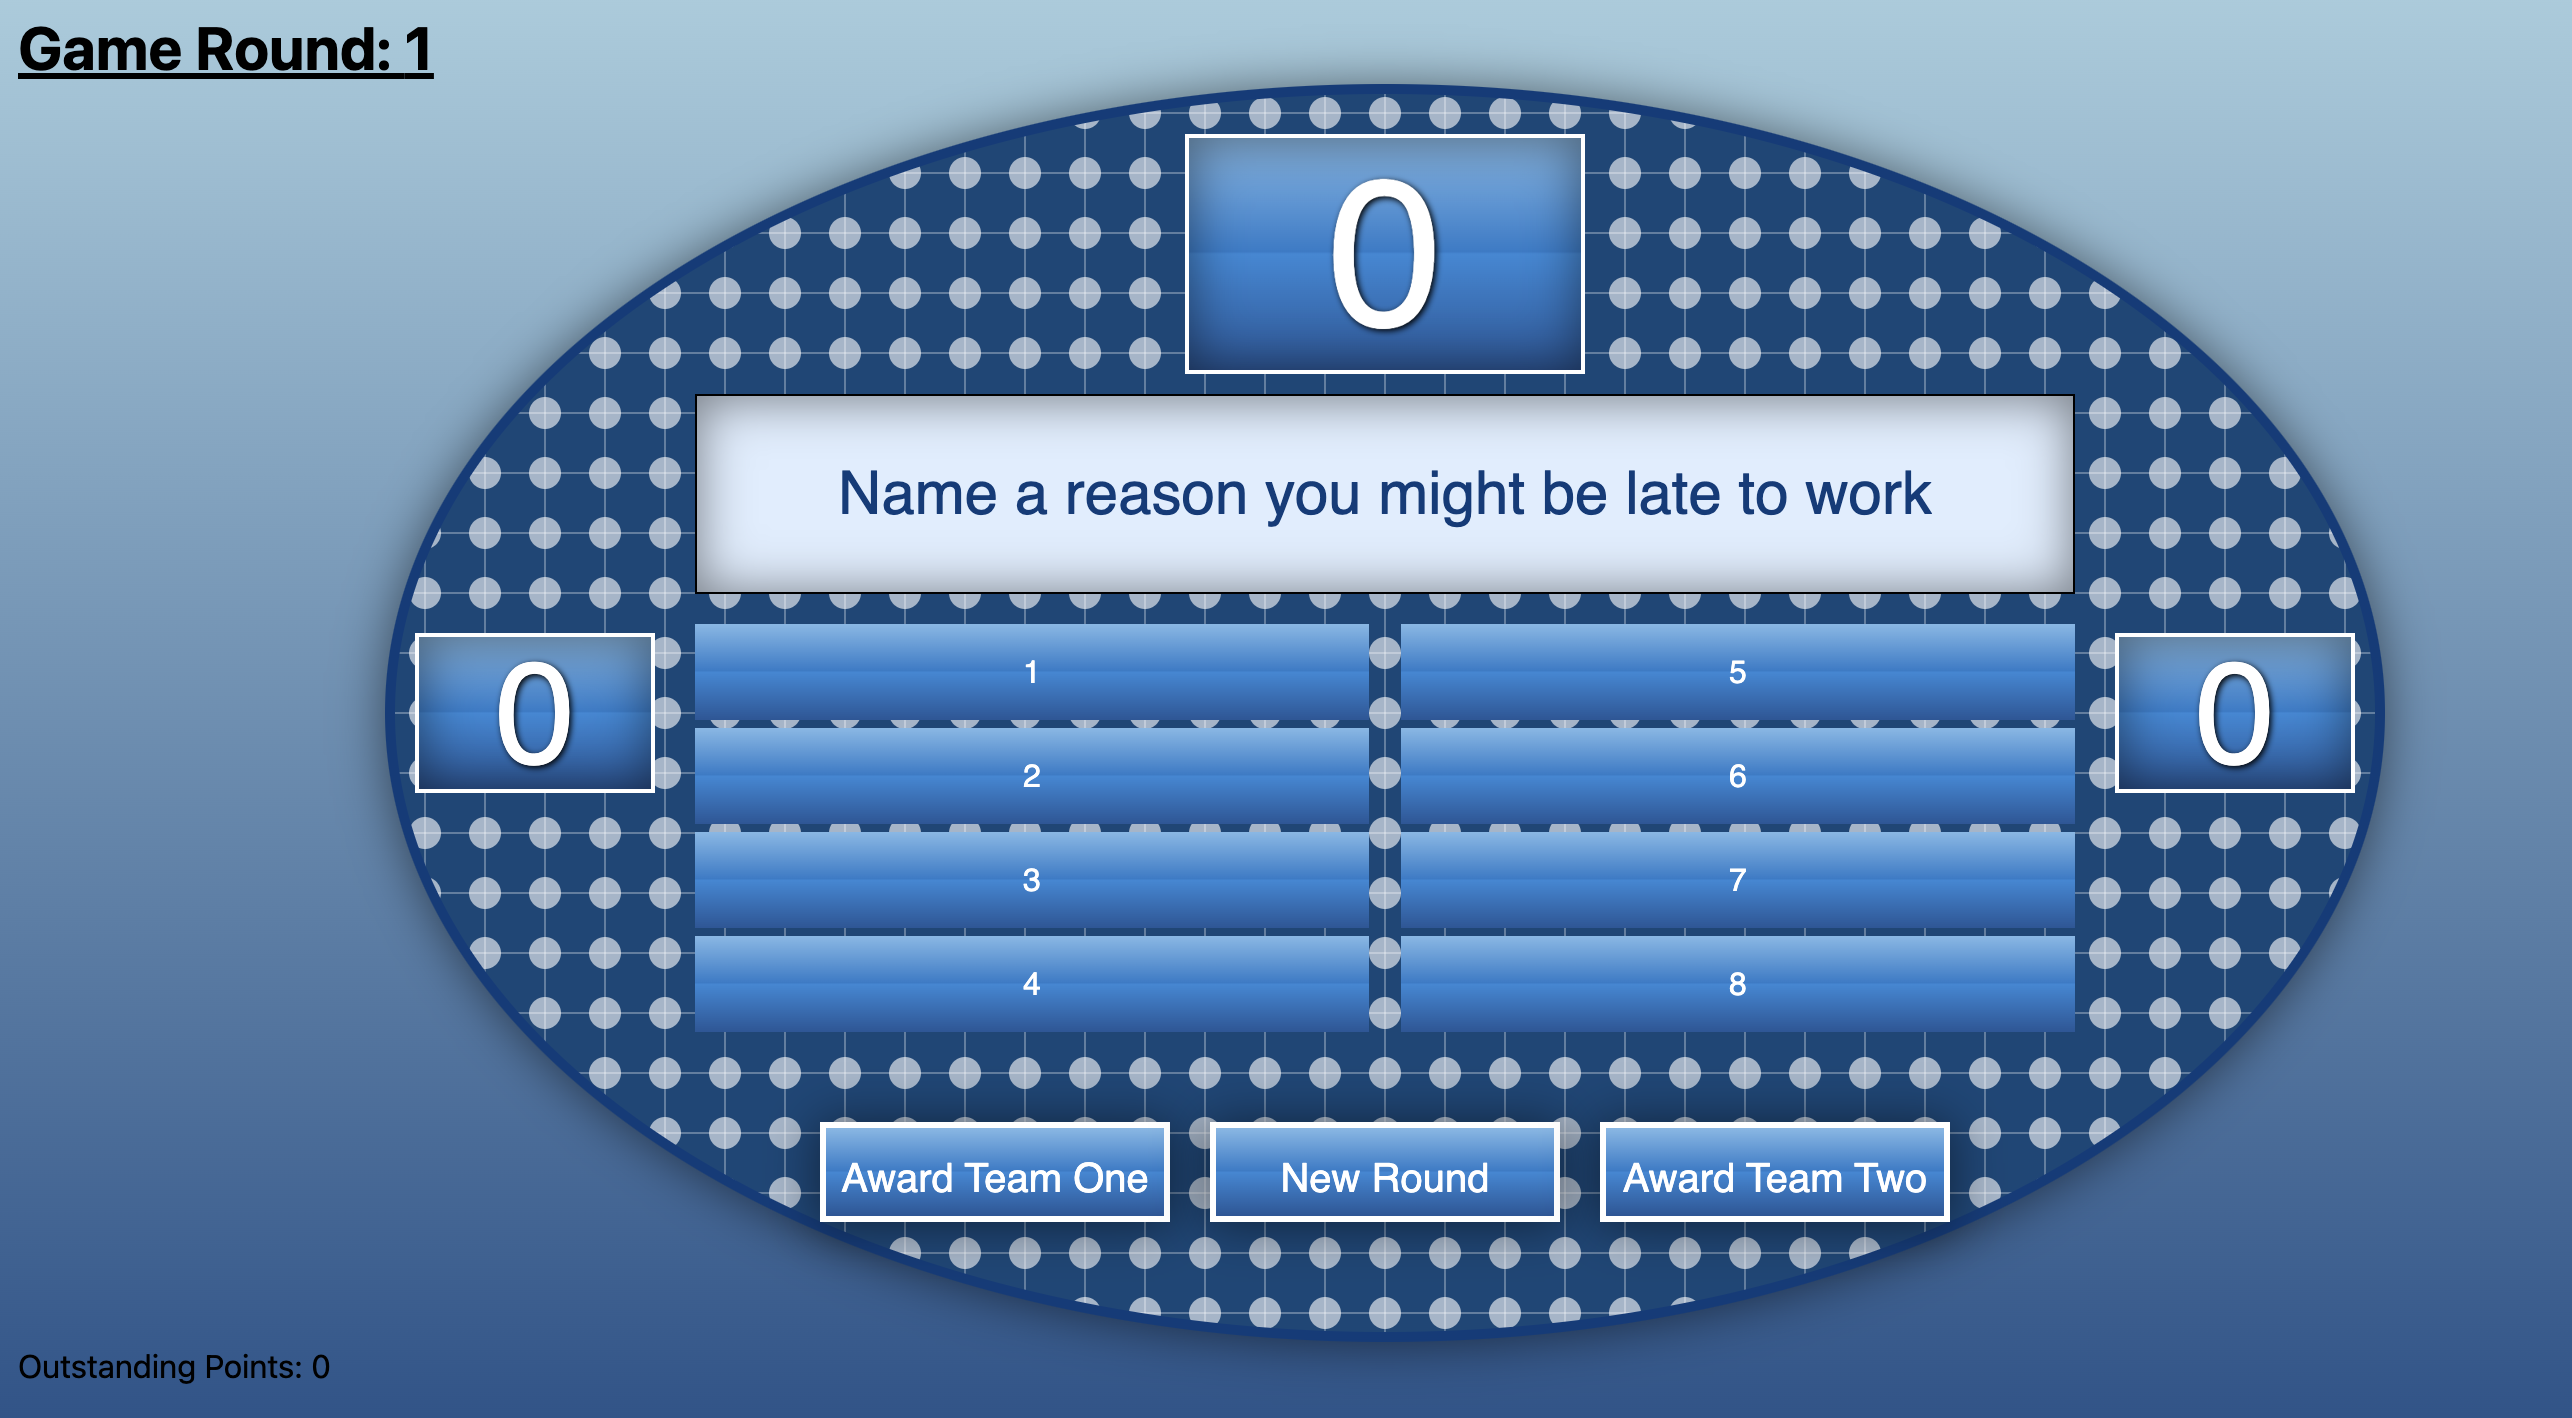 Game Round: 1
0
Name a reason you might be late to work
0
1
5
0
2
6
3
7
4
8
Award Team One
New Round
Award Team Two
Outstanding Points: 0